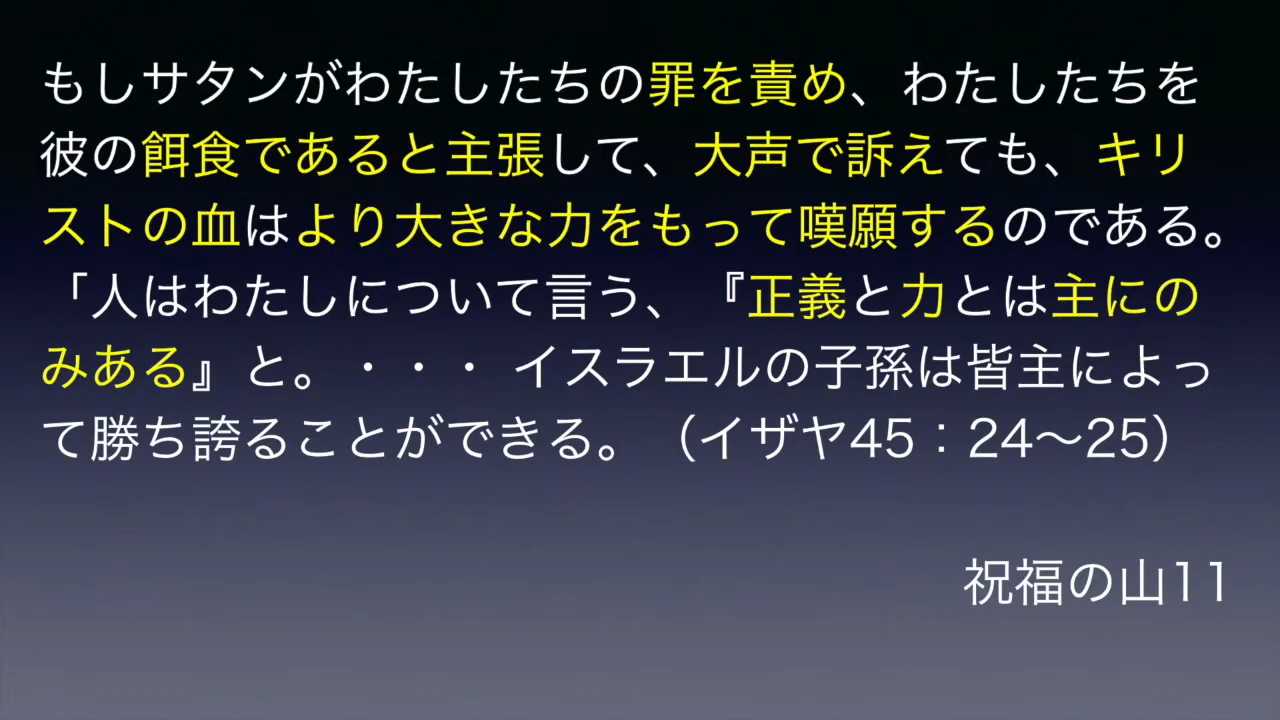 もしサタンがわたしたちの罪を責め、わたしたちを
彼の餌食であると主張して、大声で訴えても、キリ
ストの血はより大きな力をもって嘆願するのである。
「人はわたしについて言う、『正義と力とは主にの
みある』と。・・・ イスラエルの子孫は皆主によっ
て勝ち誇ることができる。（イザヤ45：24〜25）
祝福の山11